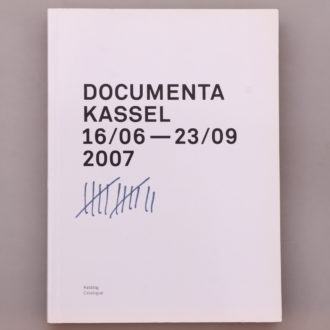 DOCUMENTA
KASSEL
16/06—23/09
2007
Katalog
Catalogue